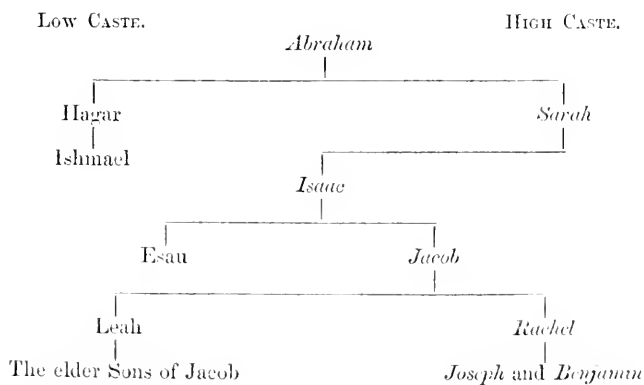 LOW CASTE. HIGH CASTE.
Abraham
Hagar Sarah
Ishmael
Isaac
Esau Jacob
Leah Rachel
The elder Sons of Jacob Joseph and Benjamin